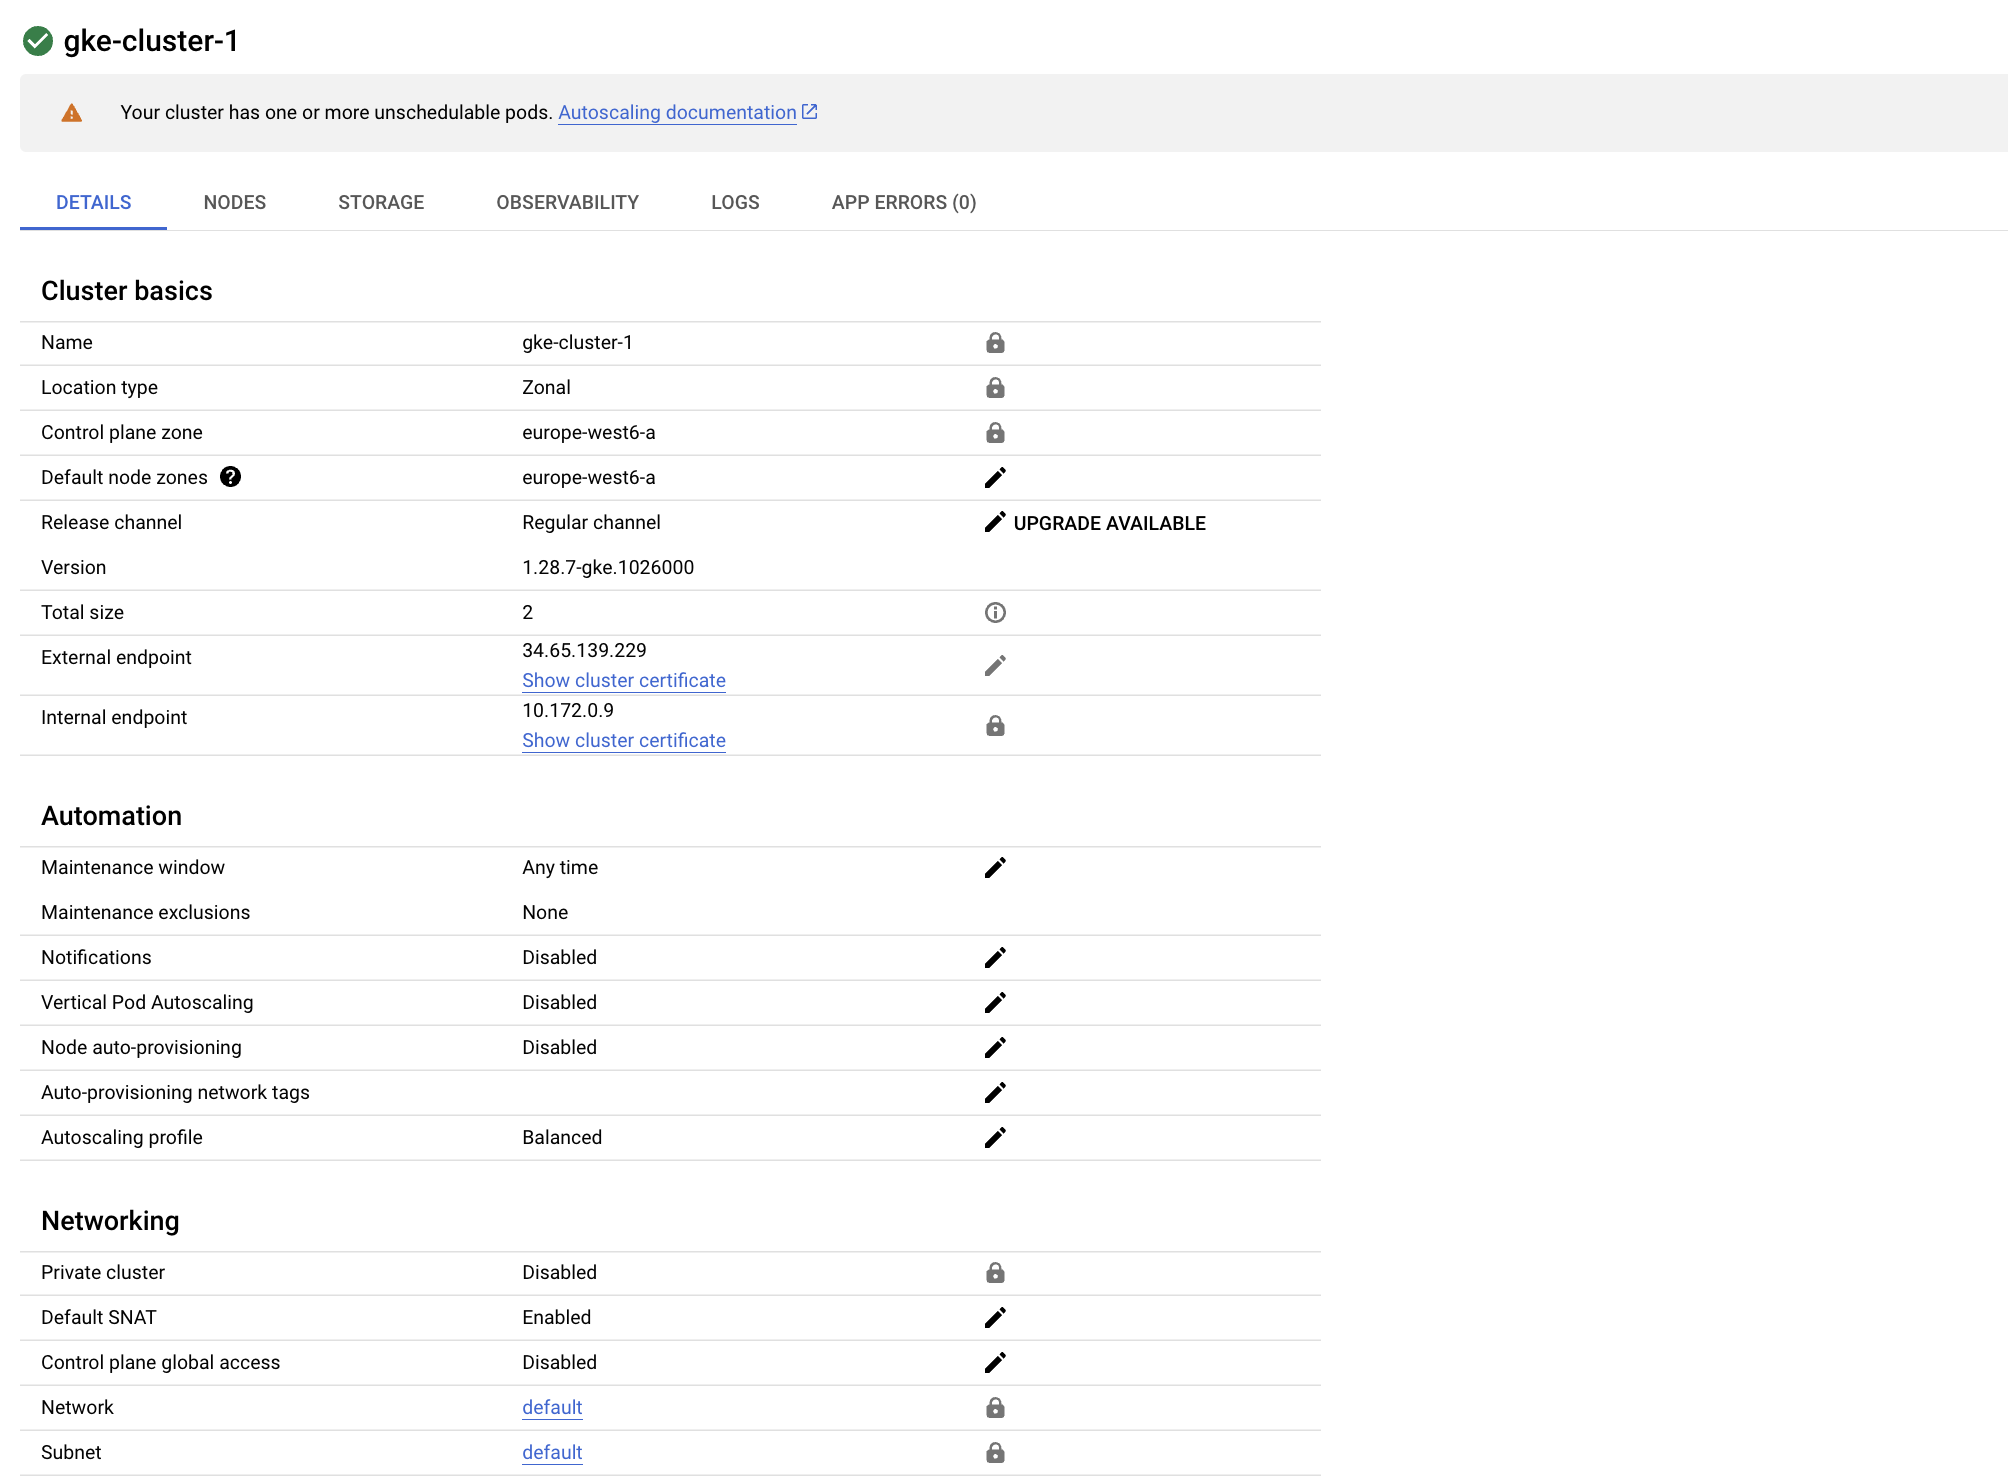 gke-cluster-1
Your cluster has one or more unschedulable pods. Autoscaling documentation
DETAILS NODES STORAGE OBSERVABILITY LOGS APP ERRORS (0)
Cluster basics
Name gke-cluster-1
Location type Zonal
Control plane zone europe-west6-a
Default node zones europe-west6-a
Release channel Regular channel UPGRADE AVAILABLE
Version 1.28.7-gke.1026000
Total size 2
External endpoint 34.65.139.229
Show cluster certificate
Internal endpoint 10.172.0.9
Show cluster certificate
Automation
Maintenance window Any time
Maintenance exclusions None
Notifications Disabled
Vertical Pod Autoscaling Disabled
Node auto-provisioning Disabled
Auto-provisioning network tags
Autoscaling profile Balanced
Networking
Private cluster Disabled
Default SNAT Enabled
Control plane global access Disabled
Network default
Subnet default